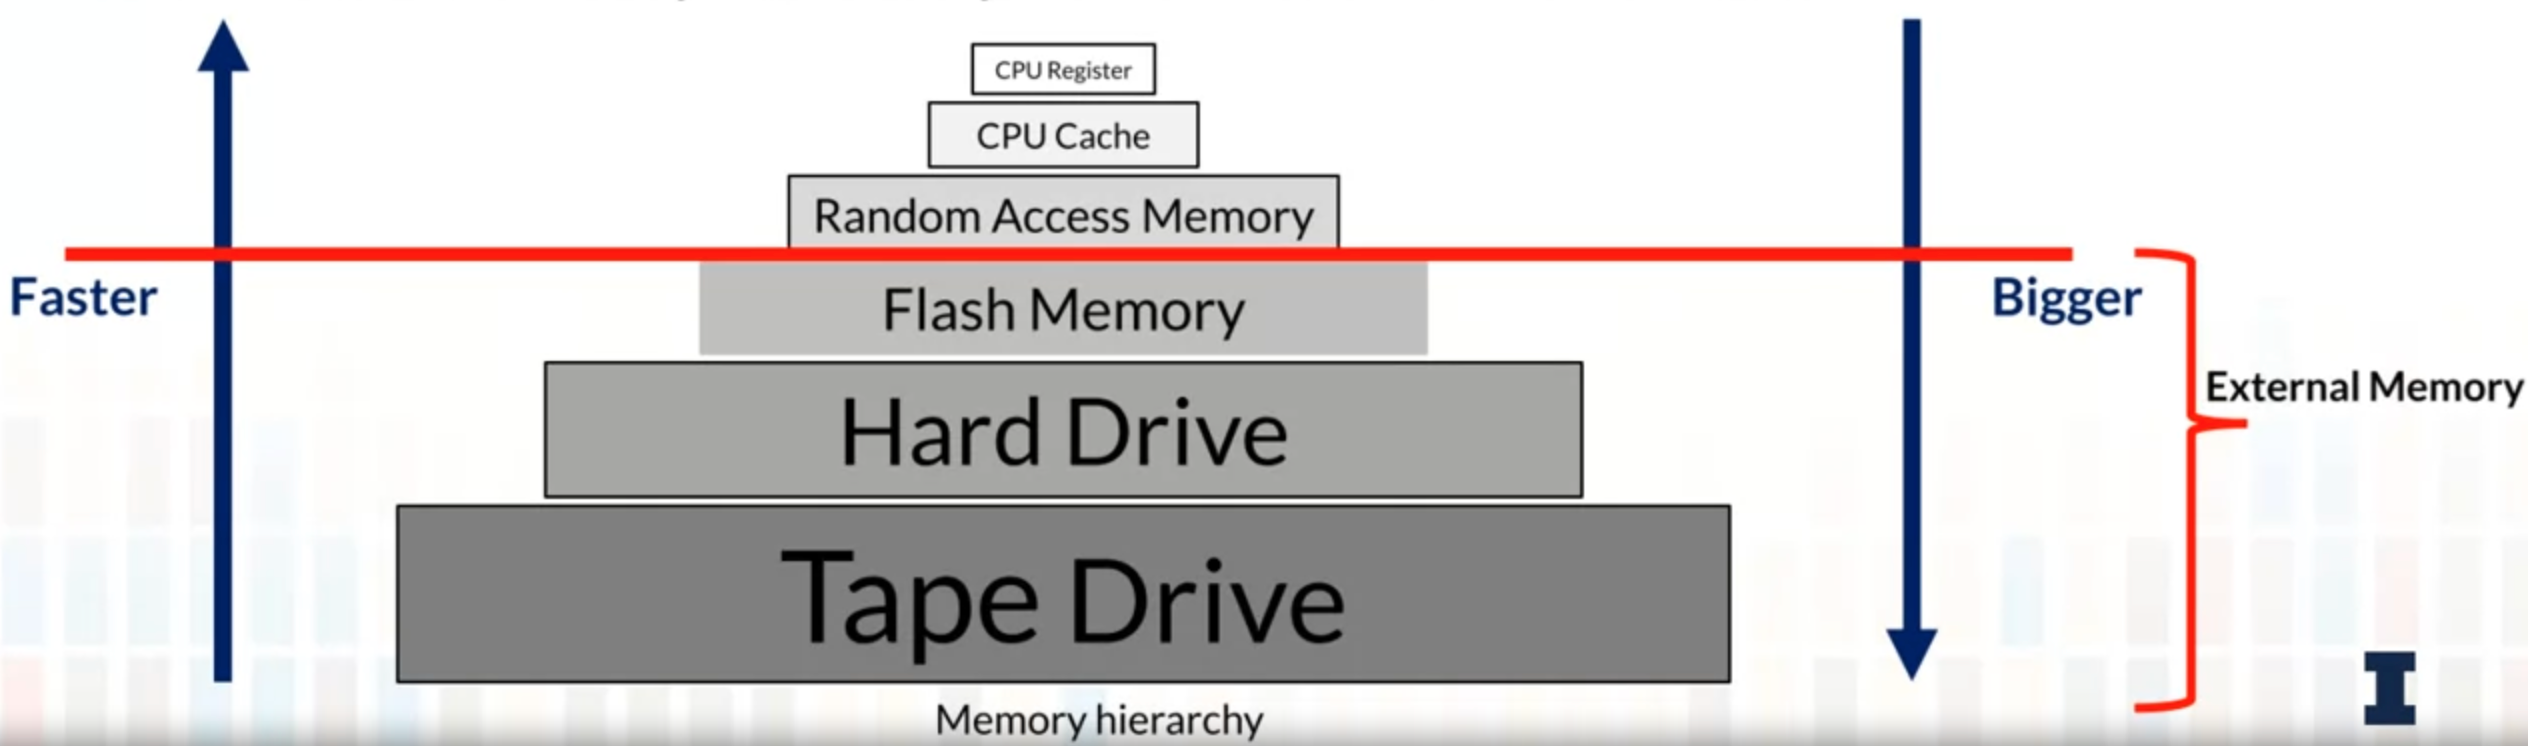 CPU Register
CPU Cache
Random Access Memory
Faster
Bigger
Flash Memory
External Memory
Hard Drive
Tape Drive
Memory hierarchy